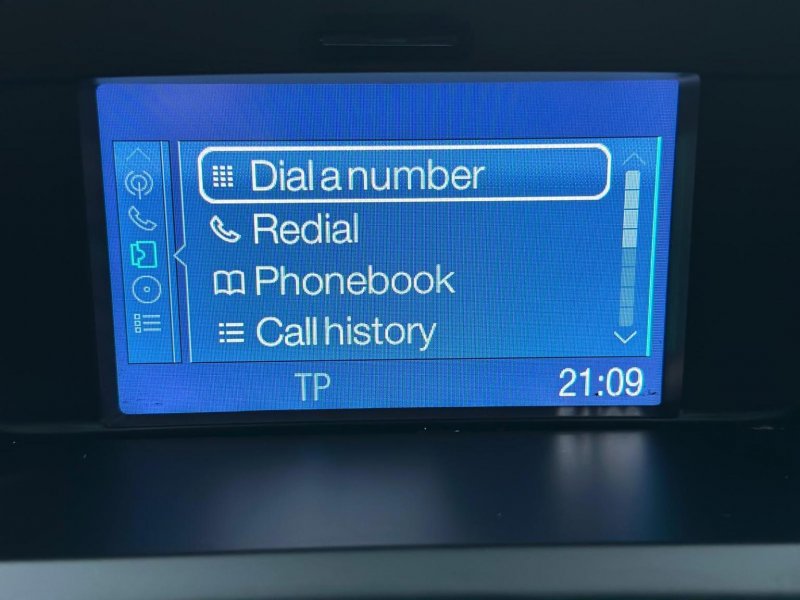 Dial a number
Redial
Phonebook
Call history
TP
21:09